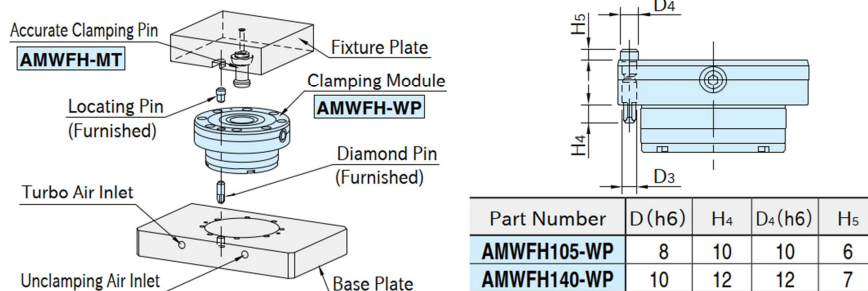 Accurate Clamping Pin
AMWFH-MT
Fixture Plate
Clamping Module
AMWFH-WP
Locating Pin
(Furnished)
Diamond Pin
(Furnished)
Turbo Air Inlet
Unclamping Air Inlet
Base Plate
D4
H5
H4
D3
Part Number D(h6) H4 D4(h6) H5
AMWFH105-WP 8 10 10 6
AMWFH140-WP 10 12 12 7